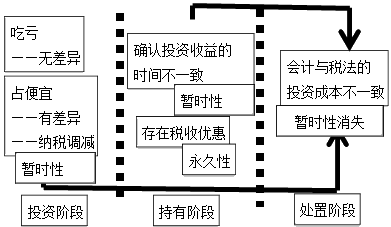 吃亏
——无差异
占便宜
——有差异
——纳税调减
暂时性
投资阶段
确认投资收益的
时间不一致
暂时性
存在税收优惠
永久性
持有阶段
会计与税法的
投资成本不一致
暂时性消失
处置阶段